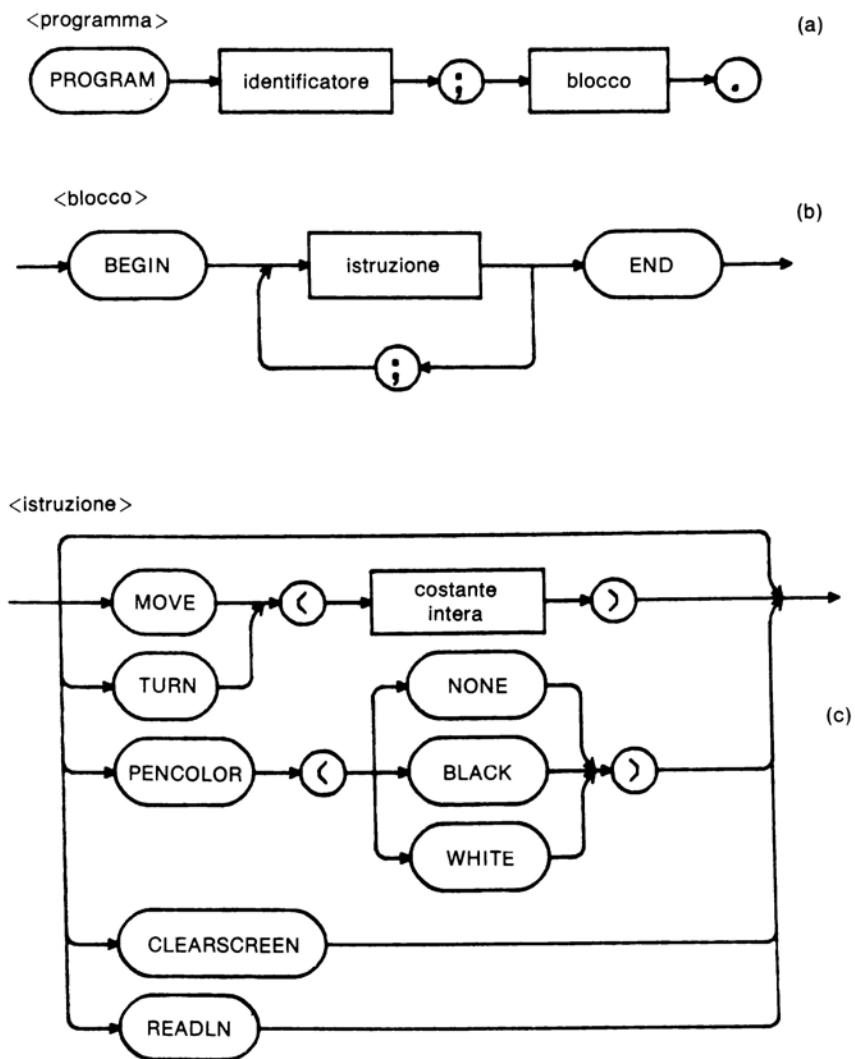 <programma>
(a)
PROGRAM identificatore ; blocco .
<blocco>
(b)
BEGIN istruzione END
;
<istruzione>
MOVE ( costante intera )
TURN
NONE
(c)
PENCOLOR ( BLACK )
WHITE
CLEARSCREEN
READLN